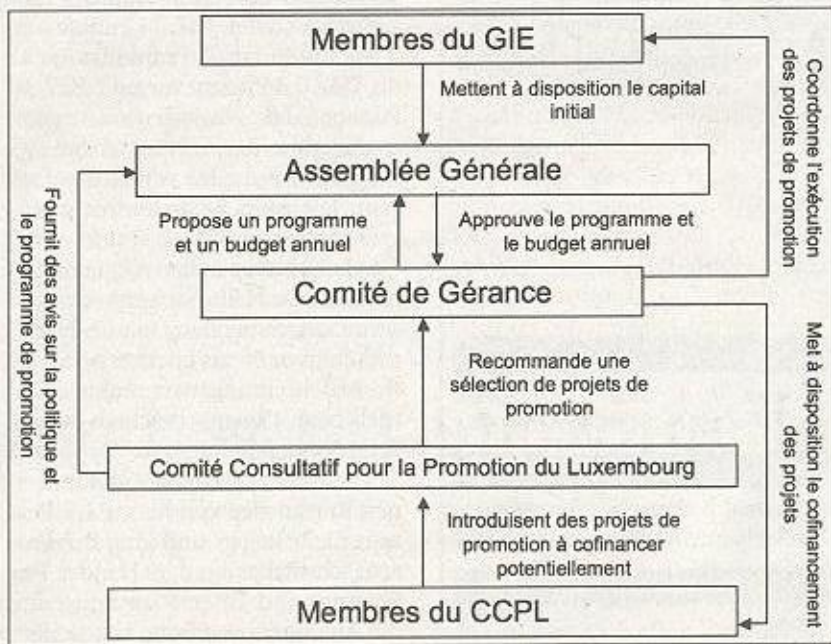 Membres du GIE
Mettent à disposition le capital
initial
Assemblée Générale
Propose un programme
et un budget annuel
Approuve le programme et
le budget annuel
Comité de Gérance
Recommande une
sélection de projets de
promotion
Comité Consultatif pour la Promotion du Luxembourg
Introduisent des projets de
promotion à cofinancer
potentiellement
Membres du CCPL
Fournit des avis sur la politique et
le programme de promotion
Coordonne l'exécution
des projets de promotion
Met à disposition le cofinancement
des projets